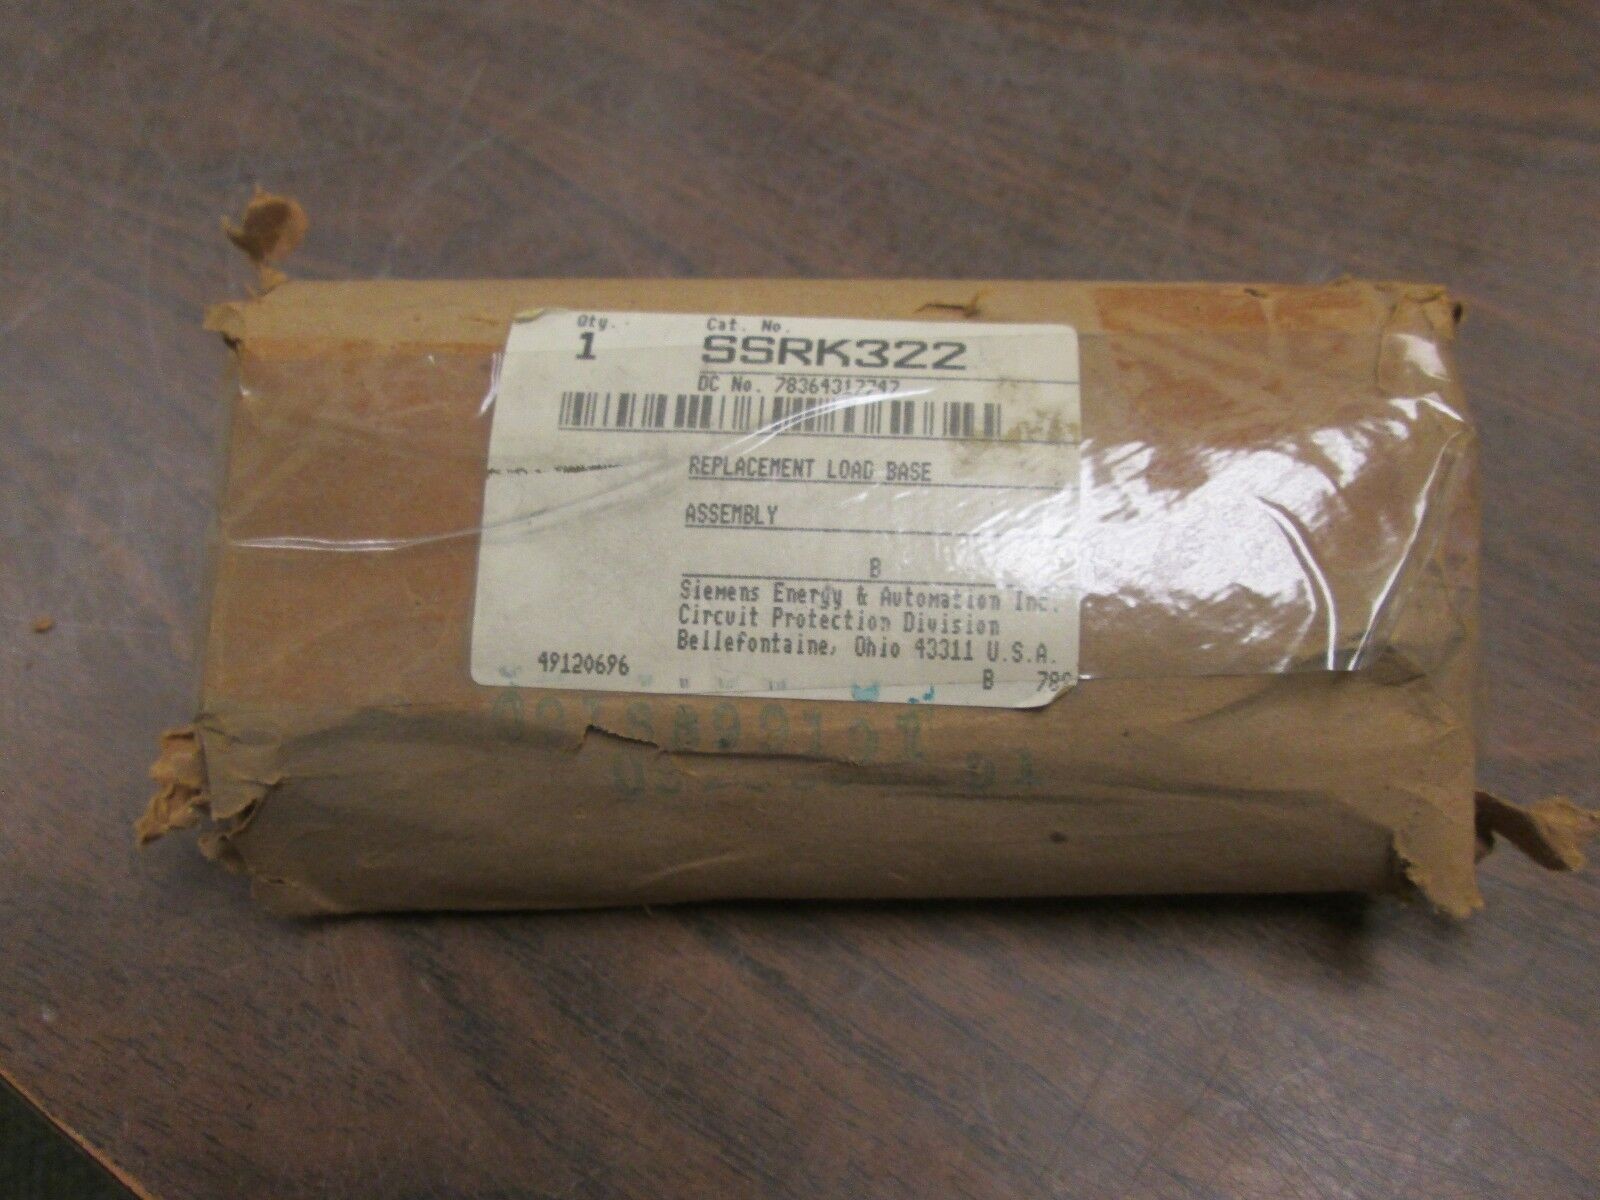 Qty.
1
Cat. No.
SSRK322
DC No. 78364317747
REPLACEMENT LOAD BASE
ASSEMBLY
B
Siemens Energy & Automation Inc.
Circuit Protection Division
Bellefontaine, Ohio 43311 U.S.A.
49120696
B